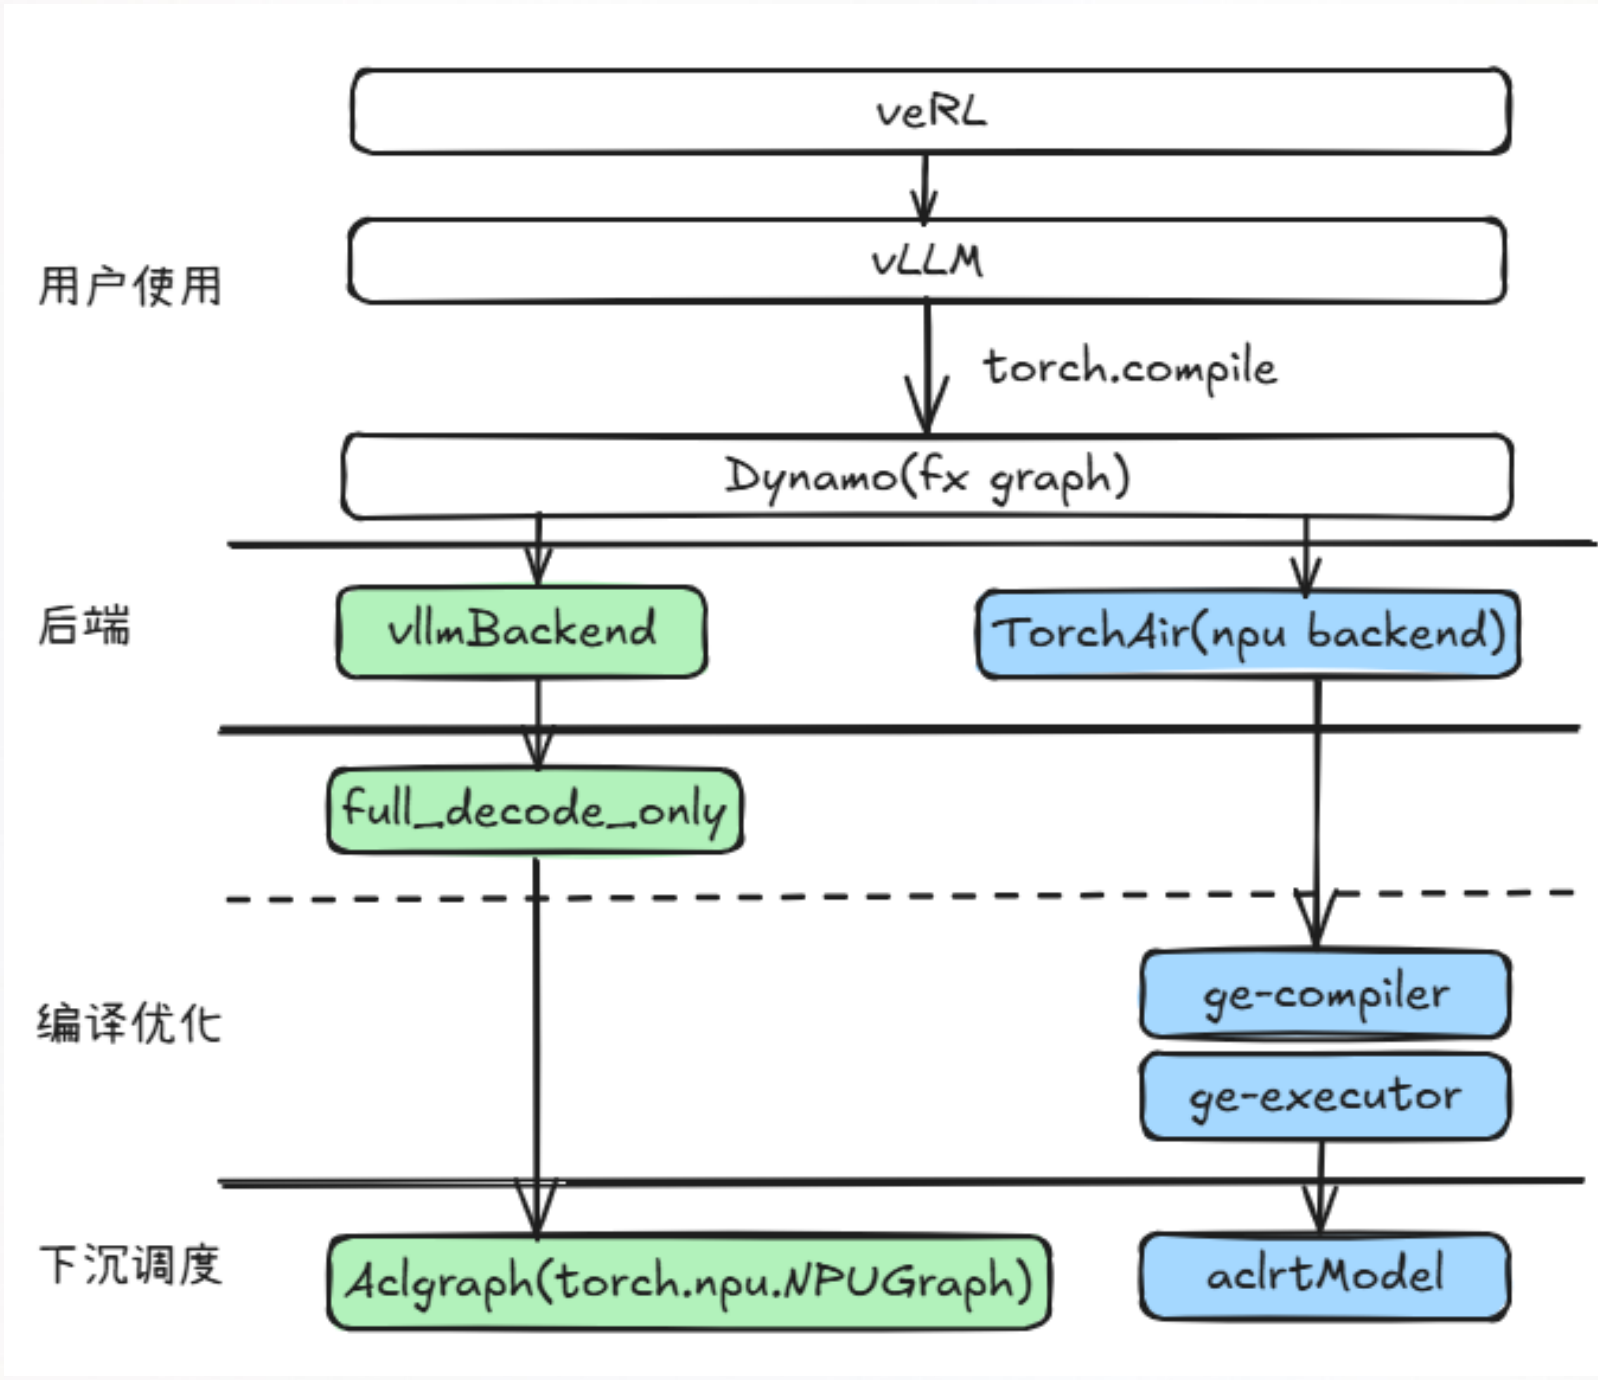 veRL
vLLM
用户使用
torch.compile
Dynamo(fx graph)
后端
vllmBackend
TorchAir(npu backend)
full_decode_only
ge-compiler
编译优化
ge-executor
下沉调度
Aclgraph(torch.npu.NPUGraph)
aclrtModel